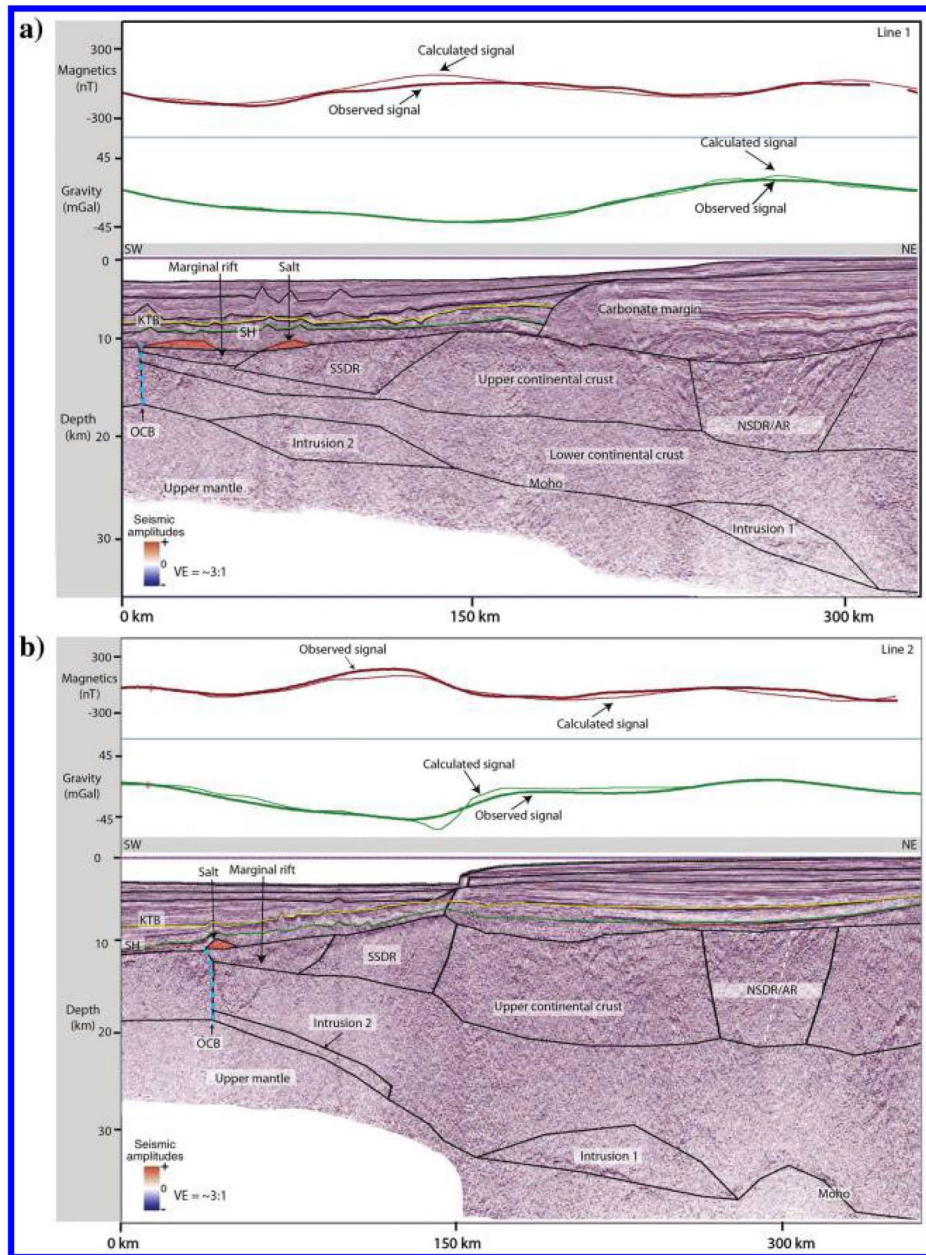 a)
Line 1
300
Magnetics
(nT)
-300
Calculated signal
Observed signal
45
Gravity
(mGal)
-45
Calculated signal
Observed signal
SW
NE
0
Marginal rift
Salt
KTB
SH
Carbonate margin
10
SSDR
Upper continental crust
OCB
Depth
(km)
20
NSDR/AR
Intrusion 2
Lower continental crust
Upper mantle
Moho
Intrusion 1
30
Seismic
amplitudes
+
0
-
VE = ~3:1
0 km
150 km
300 km
b)
Line 2
300
Magnetics
(nT)
-300
Observed signal
Calculated signal
45
Gravity
(mGal)
-45
Calculated signal
Observed signal
SW
NE
0
Salt
Marginal rift
KTB
SH
10
SSDR
Upper continental crust
NSDR/AR
Depth
(km)
20
OCB
Intrusion 2
Upper mantle
30
Intrusion 1
Moho
Seismic
amplitudes
+
0
-
VE = ~3:1
0 km
150 km
300 km